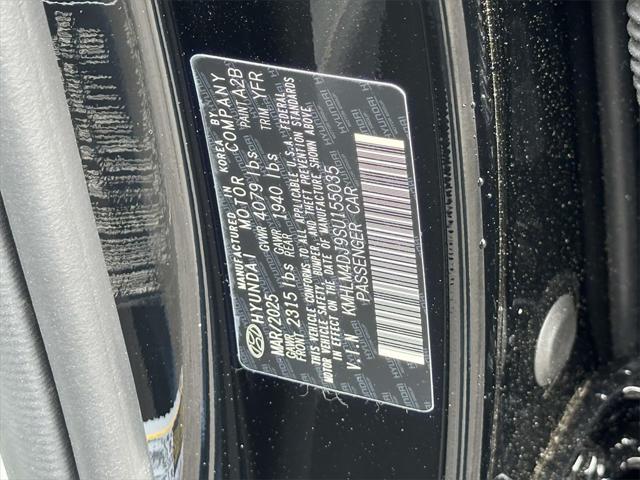 MANUFACTURED IN KOREA BY
HYUNDAI MOTOR COMPANY
MAR/2025 GVWR 4079 lbs PAINT A2B
GAWR FRONT 2315 lbs GAWR REAR 1940 lbs TRIM YFR
THIS VEHICLE CONFORMS TO ALL APPLICABLE U.S.A. FEDERAL
MOTOR VEHICLE SAFETY, BUMPER, AND THEFT PREVENTION STANDARDS
IN EFFECT ON THE DATE OF MANUFACTURE SHOWN ABOVE.
V.I.N KMHLM4DJ9SU155035
PASSENGER CAR